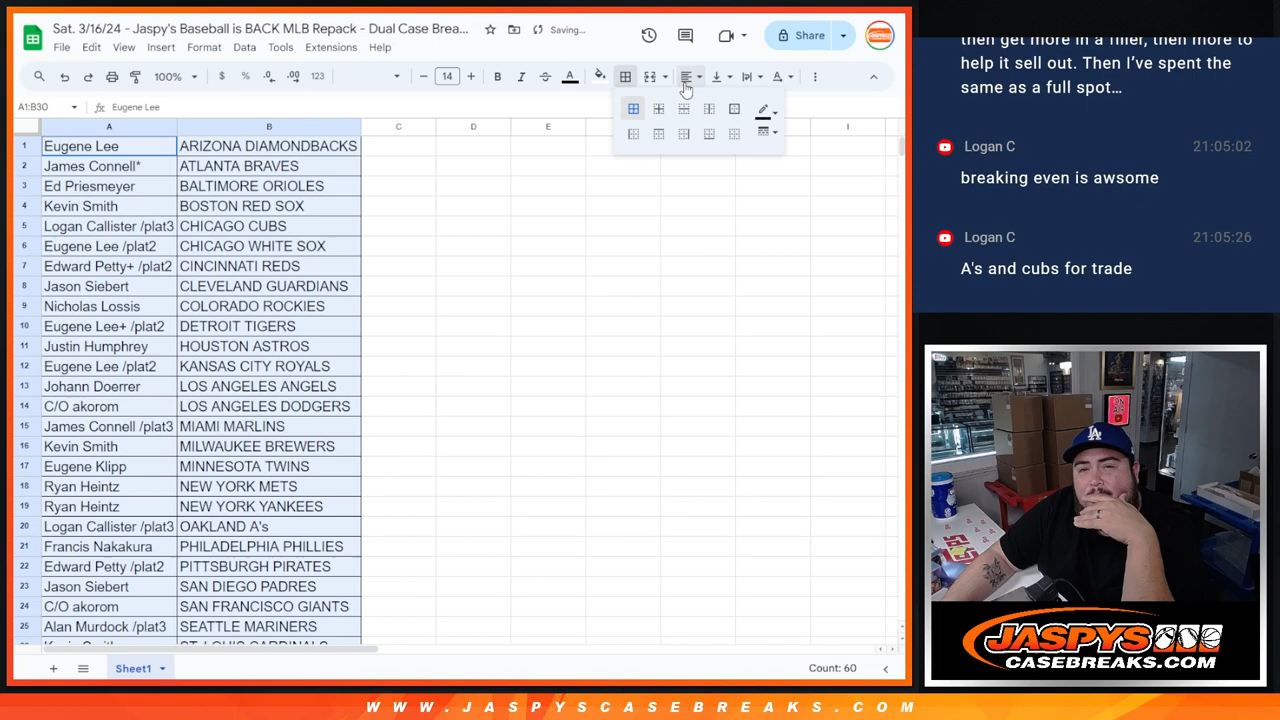 Sat. 3/16/24 - Jaspy's Baseball is BACK MLB Repack - Dual Case Brea...
Saving...
File Edit View Insert Format Data Tools Extensions Help
Share
100% $ % .0 .00 123 14 B I A
A1:B30 fx Eugene Lee
A B C D E I
1 Eugene Lee ARIZONA DIAMONDBACKS
2 James Connell* ATLANTA BRAVES
3 Ed Priesmeyer BALTIMORE ORIOLES
4 Kevin Smith BOSTON RED SOX
5 Logan Callister /plat3 CHICAGO CUBS
6 Eugene Lee /plat2 CHICAGO WHITE SOX
7 Edward Petty+ /plat2 CINCINNATI REDS
8 Jason Siebert CLEVELAND GUARDIANS
9 Nicholas Lossis COLORADO ROCKIES
10 Eugene Lee+ /plat2 DETROIT TIGERS
11 Justin Humphrey HOUSTON ASTROS
12 Eugene Lee /plat2 KANSAS CITY ROYALS
13 Johann Doerrer LOS ANGELES ANGELS
14 C/O akorom LOS ANGELES DODGERS
15 James Connell /plat3 MIAMI MARLINS
16 Kevin Smith MILWAUKEE BREWERS
17 Eugene Klipp MINNESOTA TWINS
18 Ryan Heintz NEW YORK METS
19 Ryan Heintz NEW YORK YANKEES
20 Logan Callister /plat3 OAKLAND A's
21 Francis Nakakura PHILADELPHIA PHILLIES
22 Edward Petty /plat2 PITTSBURGH PIRATES
23 Jason Siebert SAN DIEGO PADRES
24 C/O akorom SAN FRANCISCO GIANTS
25 Alan Murdock /plat3 SEATTLE MARINERS
Sheet1
Count: 60
then get more in a filler, then more to
help it sell out. Then I've spent the
same as a full spot...
Logan C 21:05:02
breaking even is awsome
Logan C 21:05:26
A's and cubs for trade
LA
JASPYS
CASEBREAKS.COM
WWW.JASPYSCASEBREAKS.COM